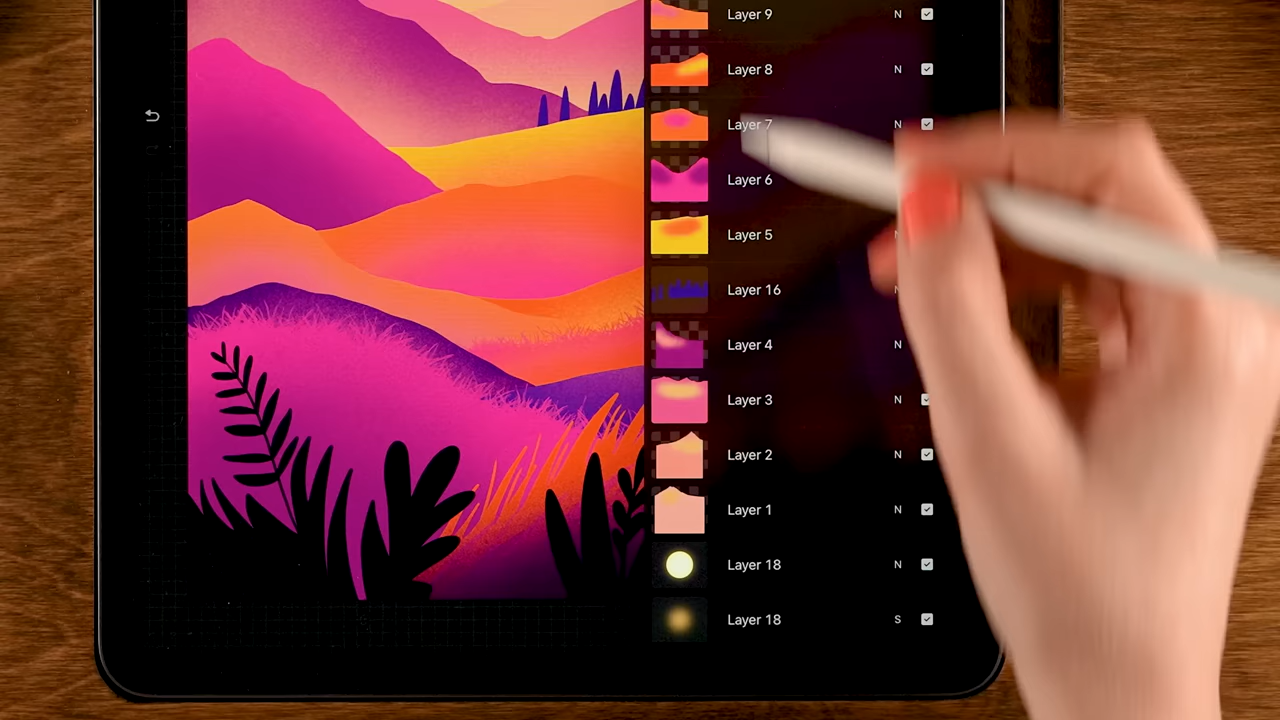 Layer 9 N
Layer 8 N
Layer 7 N
Layer 6
Layer 5
Layer 16
Layer 4 N
Layer 3 N
Layer 2 N
Layer 1 N
Layer 18 N
Layer 18 S